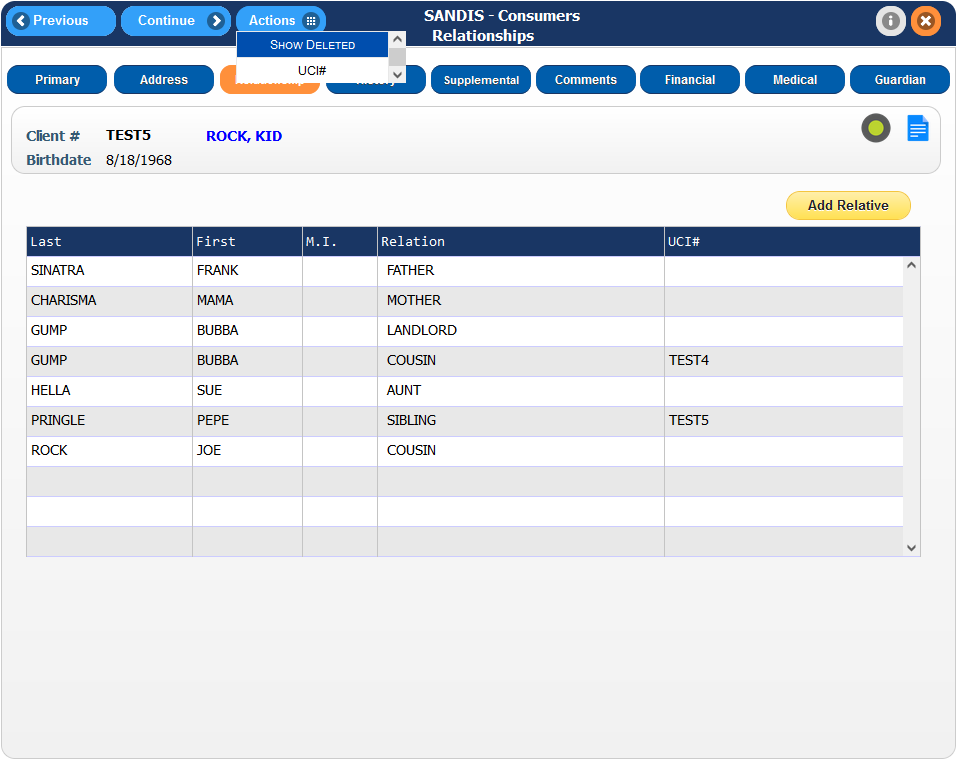 Previous Continue Actions SANDIS - Consumers
Relationships
SHOW DELETED
UCI#
Primary Address Supplemental Comments Financial Medical Guardian
Client # TEST5 ROCK, KID
Birthdate 8/18/1968
Add Relative
Last First M.I. Relation UCI#
SINATRA FRANK FATHER
CHARISMA MAMA MOTHER
GUMP BUBBA LANDLORD
GUMP BUBBA COUSIN TEST4
HELLA SUE AUNT
PRINGLE PEPE SIBLING TEST5
ROCK JOE COUSIN